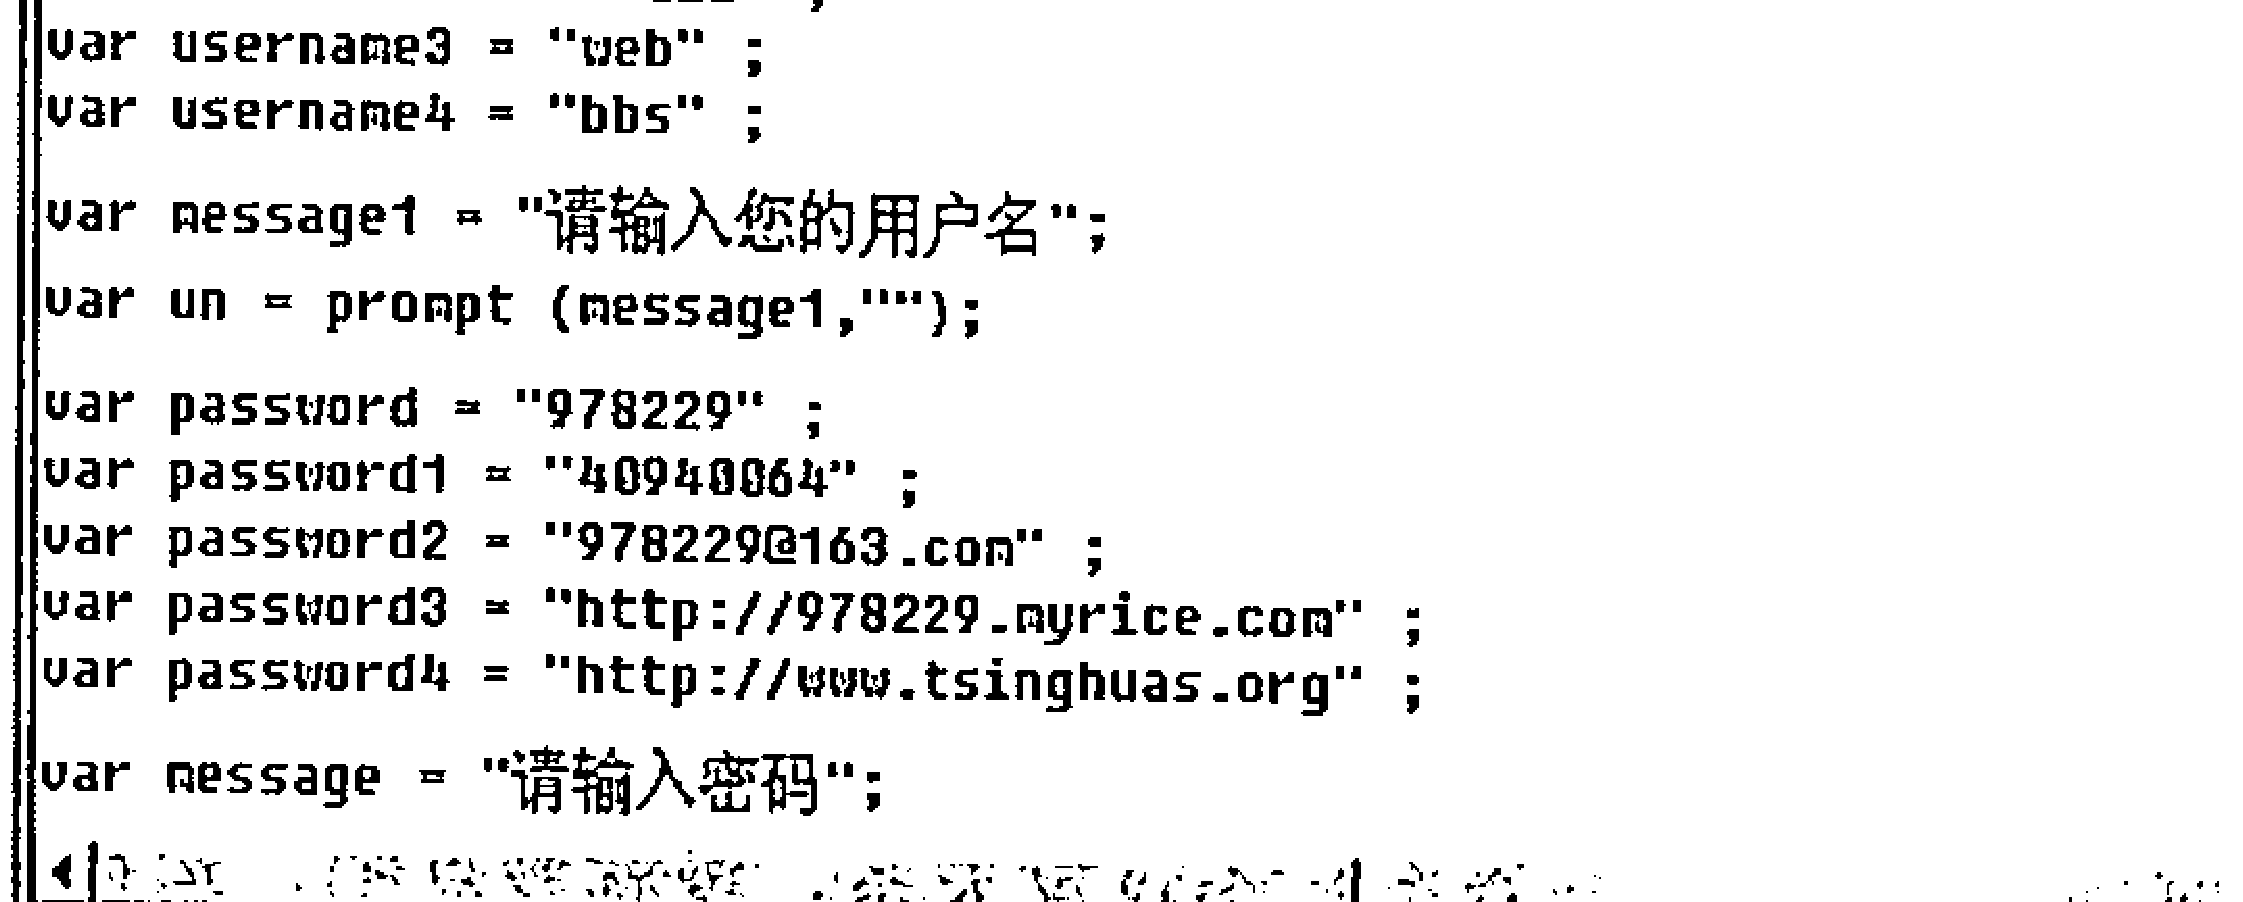 var username3 = "web" ;
var username4 = "bbs" ;
var message1 = "请输入您的用户名";
var un = prompt (message1,"");
var password = "978229" ;
var password1 = "40940064" ;
var password2 = "978229@163.com" ;
var password3 = "http://978229.myrice.com" ;
var password4 = "http://www.tsinghuas.org" ;
var message = "请输入密码";